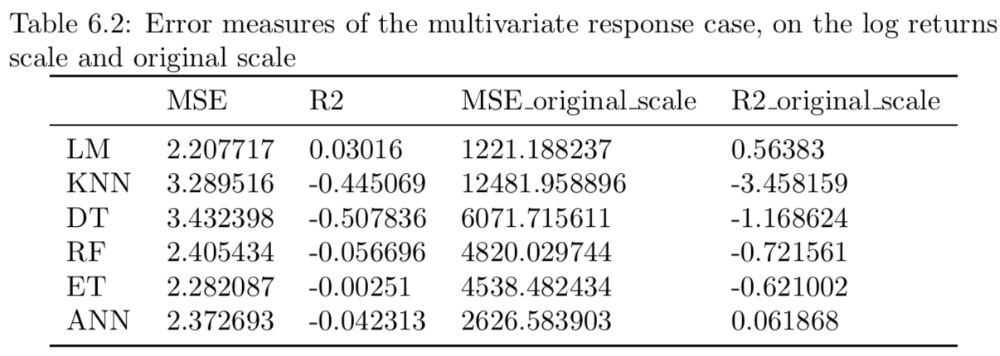 Table 6.2: Error measures of the multivariate response case, on the log returns
scale and original scale
MSE R2 MSE_original_scale R2_original_scale
LM 2.207717 0.03016 1221.188237 0.56383
KNN 3.289516 -0.445069 12481.958896 -3.458159
DT 3.432398 -0.507836 6071.715611 -1.168624
RF 2.405434 -0.056696 4820.029744 -0.721561
ET 2.282087 -0.00251 4538.482434 -0.621002
ANN 2.372693 -0.042313 2626.583903 0.061868